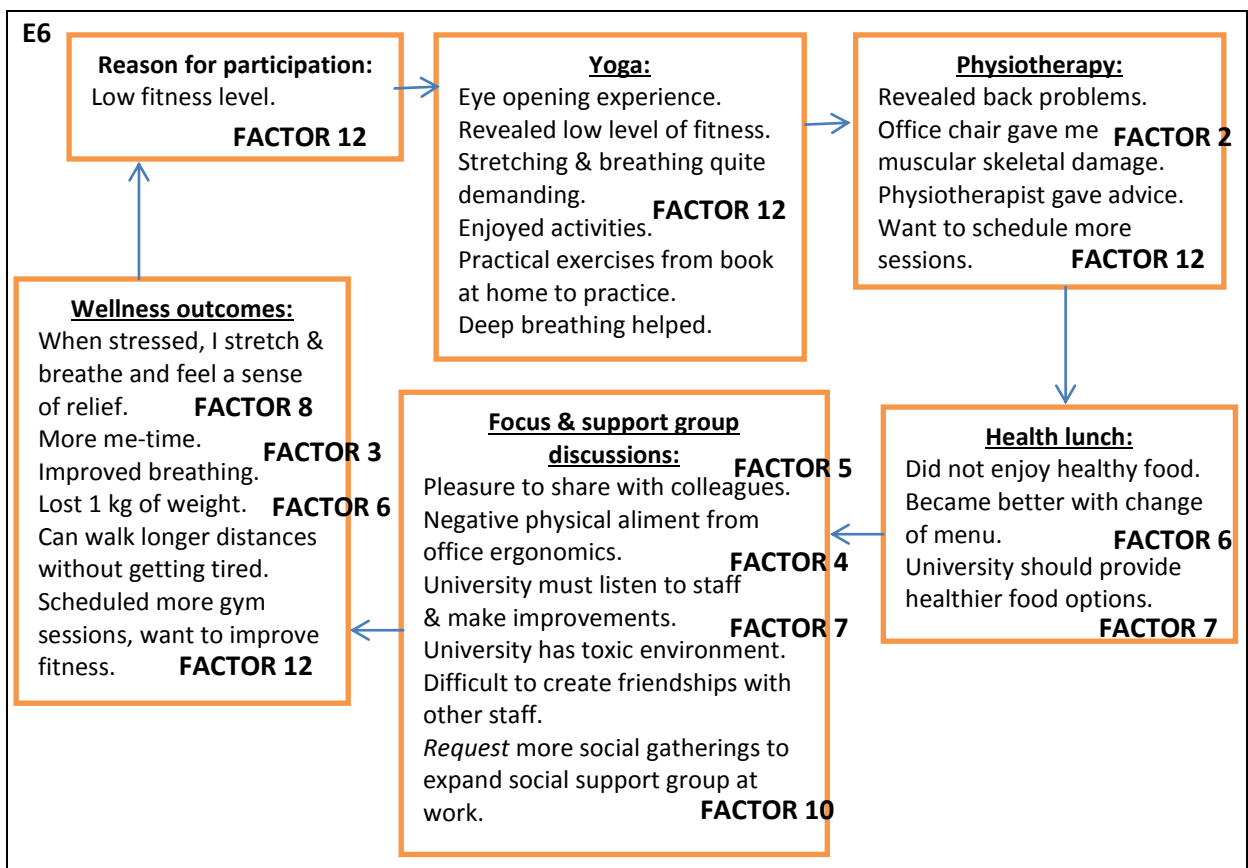 E6
Reason for participation:
Low fitness level.
FACTOR 12
Yoga:
Eye opening experience.
Revealed low level of fitness.
Stretching & breathing quite
demanding.
FACTOR 12
Enjoyed activities.
Practical exercises from book
at home to practice.
Deep breathing helped.
Physiotherapy:
Revealed back problems.
Office chair gave me FACTOR 2
muscular skeletal damage.
Physiotherapist gave advice.
Want to schedule more
sessions. FACTOR 12
Health lunch:
Did not enjoy healthy food.
Became better with change
of menu. FACTOR 6
University should provide
healthier food options.
FACTOR 7
Focus & support group
discussions:
FACTOR 5
Pleasure to share with colleagues.
Negative physical aliment from
office ergonomics.
FACTOR 4
University must listen to staff
& make improvements.
FACTOR 7
University has toxic environment.
Difficult to create friendships with
other staff.
Request more social gatherings to
expand social support group at
work. FACTOR 10
Wellness outcomes:
When stressed, I stretch &
breathe and feel a sense
of relief. FACTOR 8
More me-time.
FACTOR 3
Improved breathing.
Lost 1 kg of weight. FACTOR 6
Can walk longer distances
without getting tired.
Scheduled more gym
sessions, want to improve
fitness. FACTOR 12